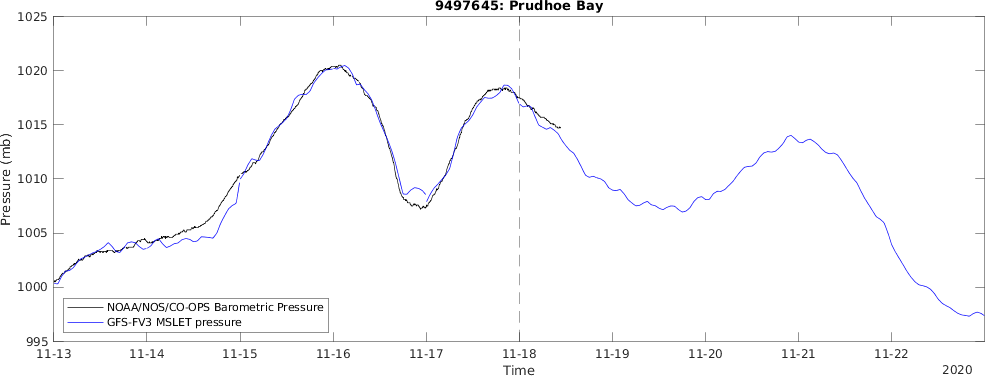 9497645: Prudhoe Bay
1025
1020
1015
1010
1005
1000
995
Pressure (mb)
NOAA/NOS/CO-OPS Barometric Pressure
GFS-FV3 MSLET pressure
11-13 11-14 11-15 11-16 11-17 11-18 11-19 11-20 11-21 11-22
Time
2020